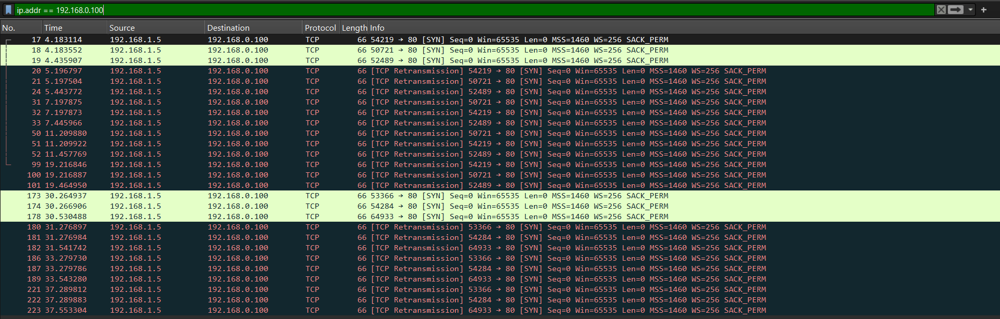 ip.addr == 192.168.0.100
No. Time Source Destination Protocol Length Info
17 4.183114 192.168.1.5 192.168.0.100 TCP 66 54219 → 80 [SYN] Seq=0 Win=65535 Len=0 MSS=1460 WS=256 SACK_PERM
18 4.183552 192.168.1.5 192.168.0.100 TCP 66 50721 → 80 [SYN] Seq=0 Win=65535 Len=0 MSS=1460 WS=256 SACK_PERM
19 4.435907 192.168.1.5 192.168.0.100 TCP 66 52489 → 80 [SYN] Seq=0 Win=65535 Len=0 MSS=1460 WS=256 SACK_PERM
20 5.196797 192.168.1.5 192.168.0.100 TCP 66 [TCP Retransmission] 54219 → 80 [SYN] Seq=0 Win=65535 Len=0 MSS=1460 WS=256 SACK_PERM
21 5.197504 192.168.1.5 192.168.0.100 TCP 66 [TCP Retransmission] 50721 → 80 [SYN] Seq=0 Win=65535 Len=0 MSS=1460 WS=256 SACK_PERM
24 5.443772 192.168.1.5 192.168.0.100 TCP 66 [TCP Retransmission] 52489 → 80 [SYN] Seq=0 Win=65535 Len=0 MSS=1460 WS=256 SACK_PERM
31 7.197875 192.168.1.5 192.168.0.100 TCP 66 [TCP Retransmission] 50721 → 80 [SYN] Seq=0 Win=65535 Len=0 MSS=1460 WS=256 SACK_PERM
32 7.197873 192.168.1.5 192.168.0.100 TCP 66 [TCP Retransmission] 54219 → 80 [SYN] Seq=0 Win=65535 Len=0 MSS=1460 WS=256 SACK_PERM
33 7.445966 192.168.1.5 192.168.0.100 TCP 66 [TCP Retransmission] 52489 → 80 [SYN] Seq=0 Win=65535 Len=0 MSS=1460 WS=256 SACK_PERM
50 11.209880 192.168.1.5 192.168.0.100 TCP 66 [TCP Retransmission] 50721 → 80 [SYN] Seq=0 Win=65535 Len=0 MSS=1460 WS=256 SACK_PERM
51 11.209922 192.168.1.5 192.168.0.100 TCP 66 [TCP Retransmission] 54219 → 80 [SYN] Seq=0 Win=65535 Len=0 MSS=1460 WS=256 SACK_PERM
52 11.457769 192.168.1.5 192.168.0.100 TCP 66 [TCP Retransmission] 52489 → 80 [SYN] Seq=0 Win=65535 Len=0 MSS=1460 WS=256 SACK_PERM
99 19.216846 192.168.1.5 192.168.0.100 TCP 66 [TCP Retransmission] 54219 → 80 [SYN] Seq=0 Win=65535 Len=0 MSS=1460 WS=256 SACK_PERM
100 19.216887 192.168.1.5 192.168.0.100 TCP 66 [TCP Retransmission] 50721 → 80 [SYN] Seq=0 Win=65535 Len=0 MSS=1460 WS=256 SACK_PERM
101 19.464950 192.168.1.5 192.168.0.100 TCP 66 [TCP Retransmission] 52489 → 80 [SYN] Seq=0 Win=65535 Len=0 MSS=1460 WS=256 SACK_PERM
173 30.264937 192.168.1.5 192.168.0.100 TCP 66 53366 → 80 [SYN] Seq=0 Win=65535 Len=0 MSS=1460 WS=256 SACK_PERM
174 30.266906 192.168.1.5 192.168.0.100 TCP 66 54284 → 80 [SYN] Seq=0 Win=65535 Len=0 MSS=1460 WS=256 SACK_PERM
178 30.530488 192.168.1.5 192.168.0.100 TCP 66 64933 → 80 [SYN] Seq=0 Win=65535 Len=0 MSS=1460 WS=256 SACK_PERM
180 31.276897 192.168.1.5 192.168.0.100 TCP 66 [TCP Retransmission] 53366 → 80 [SYN] Seq=0 Win=65535 Len=0 MSS=1460 WS=256 SACK_PERM
181 31.276984 192.168.1.5 192.168.0.100 TCP 66 [TCP Retransmission] 54284 → 80 [SYN] Seq=0 Win=65535 Len=0 MSS=1460 WS=256 SACK_PERM
182 31.541742 192.168.1.5 192.168.0.100 TCP 66 [TCP Retransmission] 64933 → 80 [SYN] Seq=0 Win=65535 Len=0 MSS=1460 WS=256 SACK_PERM
186 33.279730 192.168.1.5 192.168.0.100 TCP 66 [TCP Retransmission] 53366 → 80 [SYN] Seq=0 Win=65535 Len=0 MSS=1460 WS=256 SACK_PERM
187 33.279786 192.168.1.5 192.168.0.100 TCP 66 [TCP Retransmission] 54284 → 80 [SYN] Seq=0 Win=65535 Len=0 MSS=1460 WS=256 SACK_PERM
189 33.543280 192.168.1.5 192.168.0.100 TCP 66 [TCP Retransmission] 64933 → 80 [SYN] Seq=0 Win=65535 Len=0 MSS=1460 WS=256 SACK_PERM
221 37.289812 192.168.1.5 192.168.0.100 TCP 66 [TCP Retransmission] 53366 → 80 [SYN] Seq=0 Win=65535 Len=0 MSS=1460 WS=256 SACK_PERM
222 37.289883 192.168.1.5 192.168.0.100 TCP 66 [TCP Retransmission] 54284 → 80 [SYN] Seq=0 Win=65535 Len=0 MSS=1460 WS=256 SACK_PERM
223 37.553304 192.168.1.5 192.168.0.100 TCP 66 [TCP Retransmission] 64933 → 80 [SYN] Seq=0 Win=65535 Len=0 MSS=1460 WS=256 SACK_PERM